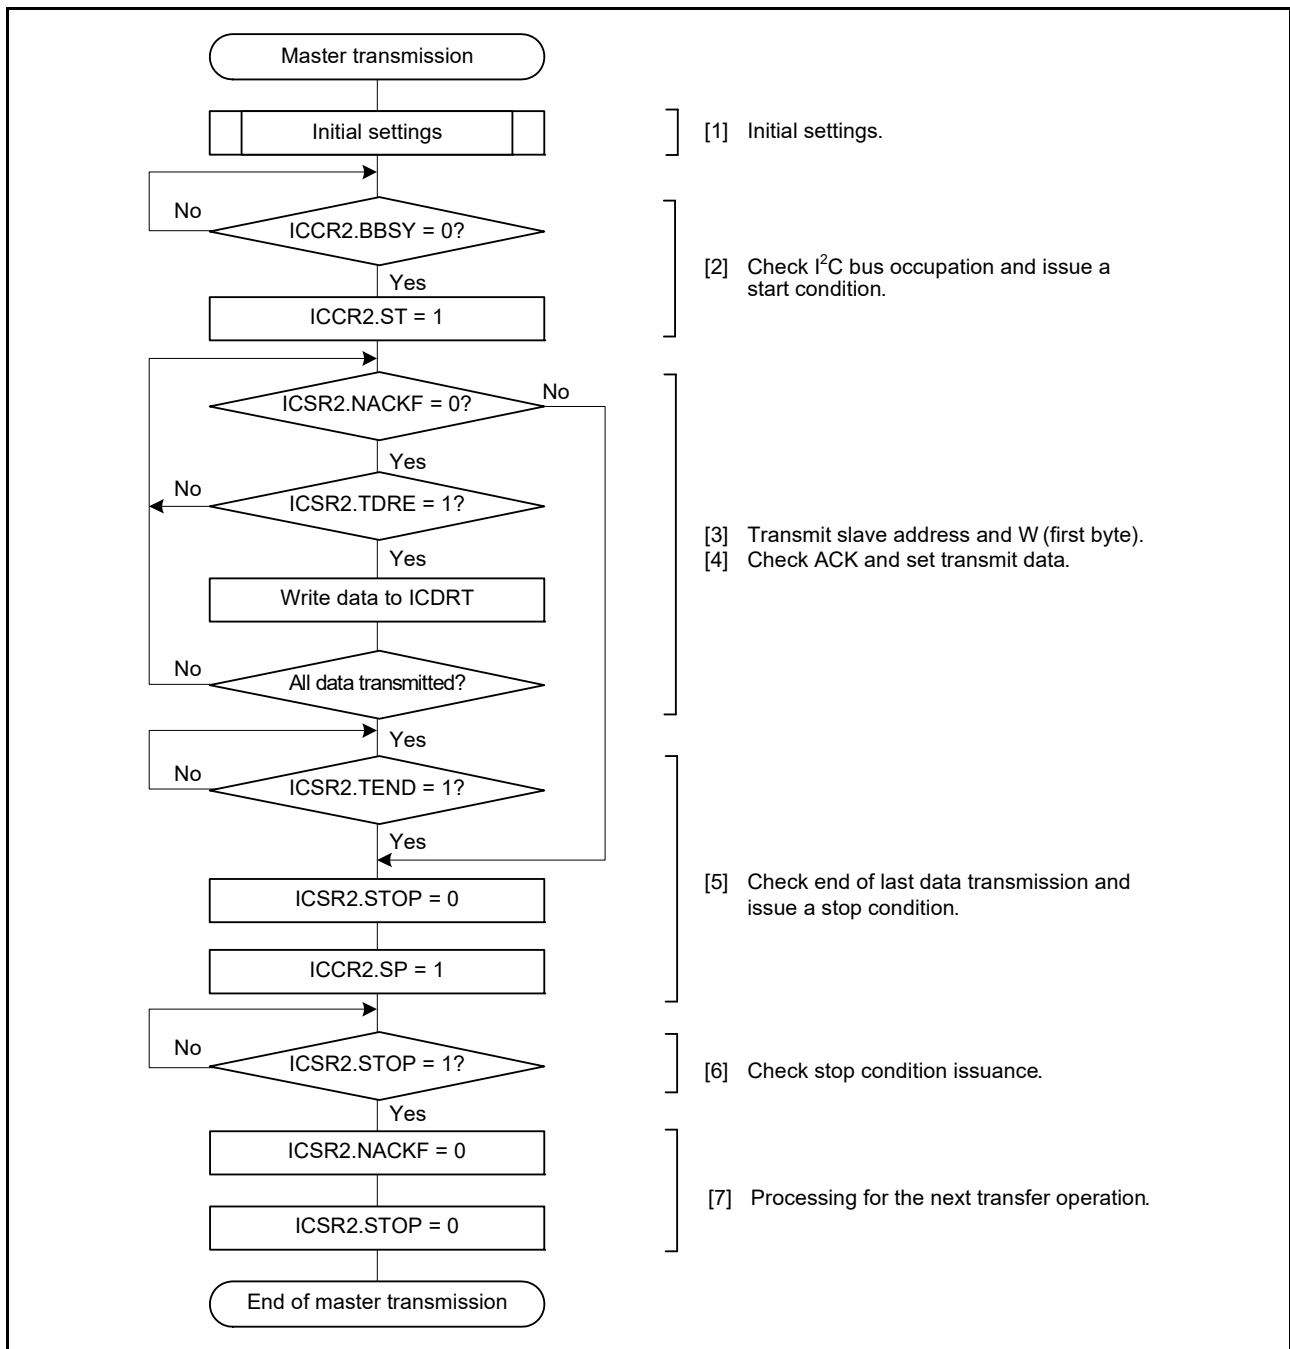 Master transmission
Initial settings
[1] Initial settings.
No
ICCR2.BBSY = 0?
Yes
[2] Check I²C bus occupation and issue a
start condition.
ICCR2.ST = 1
ICSR2.NACKF = 0?
No
Yes
No
ICSR2.TDRE = 1?
Yes
[3] Transmit slave address and W (first byte).
[4] Check ACK and set transmit data.
Write data to ICDRT
No
All data transmitted?
Yes
No
ICSR2.TEND = 1?
Yes
ICSR2.STOP = 0
[5] Check end of last data transmission and
issue a stop condition.
ICCR2.SP = 1
No
ICSR2.STOP = 1?
[6] Check stop condition issuance.
Yes
ICSR2.NACKF = 0
[7] Processing for the next transfer operation.
ICSR2.STOP = 0
End of master transmission